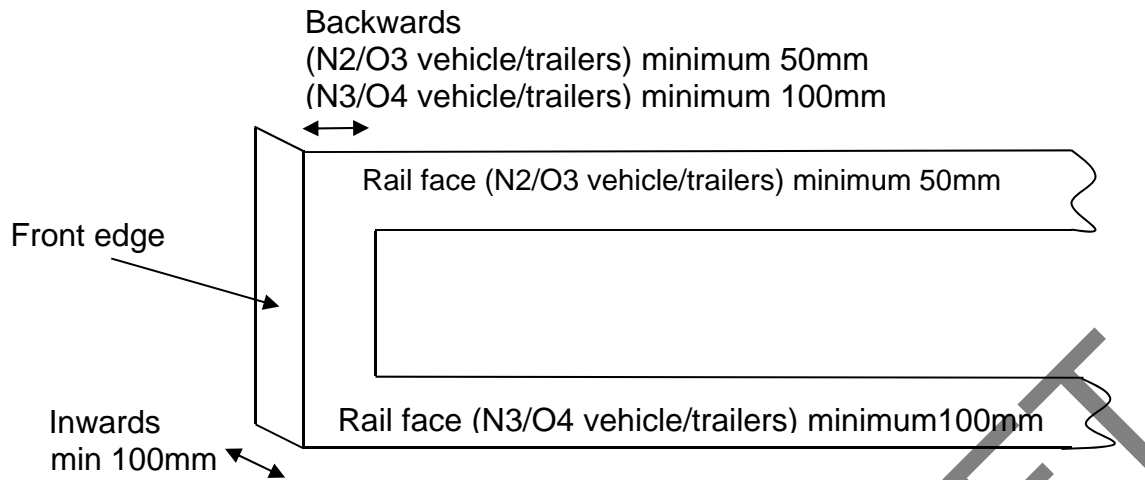 Backwards
(N2/O3 vehicle/trailers) minimum 50mm
(N3/O4 vehicle/trailers) minimum 100mm
Rail face (N2/O3 vehicle/trailers) minimum 50mm
Front edge
Rail face (N3/O4 vehicle/trailers) minimum100mm
Inwards
min 100mm